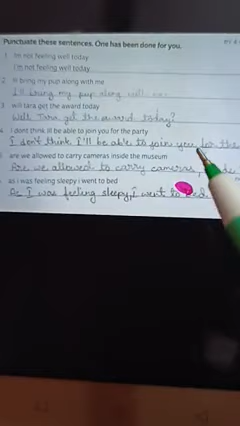 Punctuate these sentences. One has been done for you.
1 Im not feeling well today
I'm not feeling well today.
2 ill bring my pup along with me
I'll bring my pup along
3 will tara get the award today
Will Tara get the award today?
4 I dont think ill be able to join you for the party
I don't think I'll be able to join you for the
are we allowed to carry cameras inside the museum
Are we allowed to carry cameras
as i was feeling sleepy i went to bed
As I was feeling sleepy, I went to bed